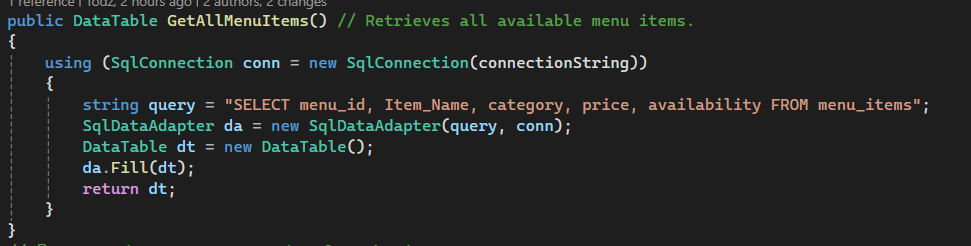 1 reference | Todz, 2 hours ago | 2 authors, 2 changes
public DataTable GetAllMenuItems() // Retrieves all available menu items.
{
using (SqlConnection conn = new SqlConnection(connectionString))
{
string query = "SELECT menu_id, Item_Name, category, price, availability FROM menu_items";
SqlDataAdapter da = new SqlDataAdapter(query, conn);
DataTable dt = new DataTable();
da.Fill(dt);
return dt;
}
}